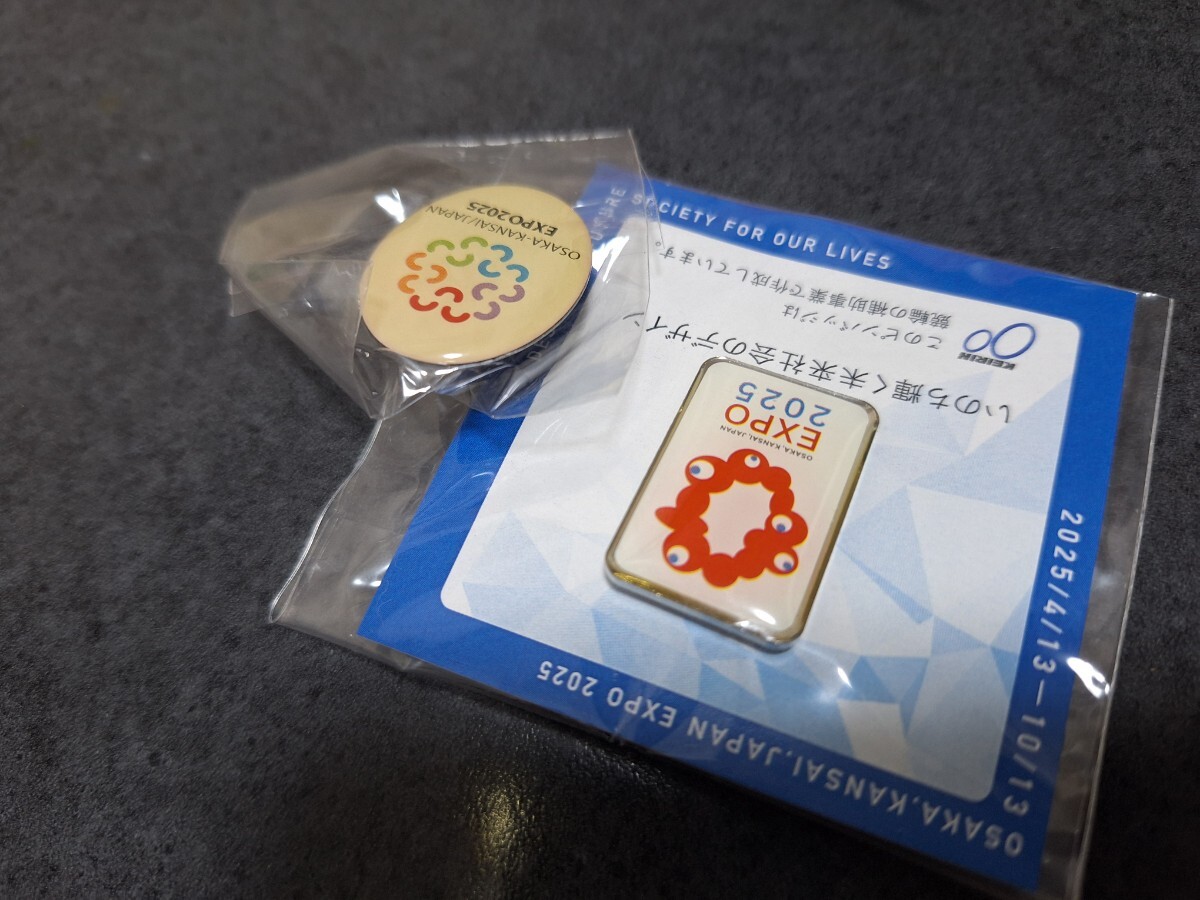 OSAKA-KANSAI/JAPAN
EXPO2025
SOCIETY FOR OUR LIVES
KEIRIN
このピンバッジは
競輪の補助事業で作成しています。
いのち輝く未来社会のデザイン
EXPO
2025
OSAKA, KANSAI, JAPAN
2025/4/13—10/13
OSAKA,KANSAI,JAPAN EXPO 2025